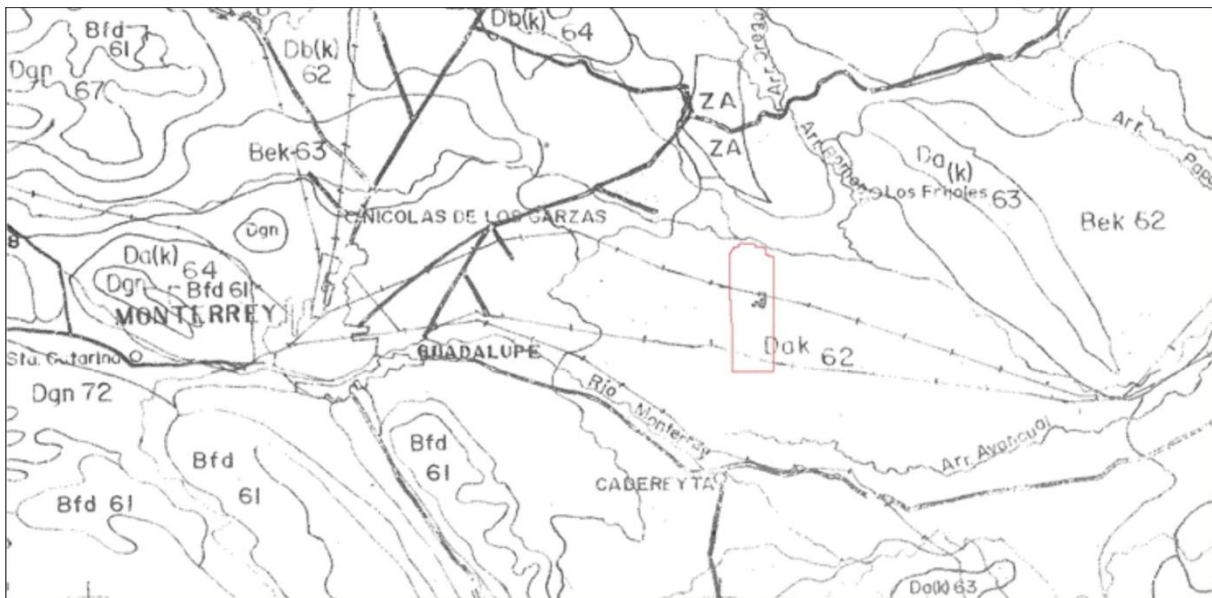 Bfd
61
Db(k)
64
Db(k)
62
Dgn
67
ZA
ZA
Bek-63
Da(k)
63
Los Frijoles
Arr.
Bek 62
C.NICOLAS DE LOS GARZAS
Dgn
Da(k)
64
Dgn
Bfd 61
MONTERREY
GUADALUPE
Sta. Catarina
Dak
62
Dgn 72
Río Monterrey
Bfd
61
Arr. Ayancual
Bfd
61
CADEREYTA
Bfd 61
Da(k) 63